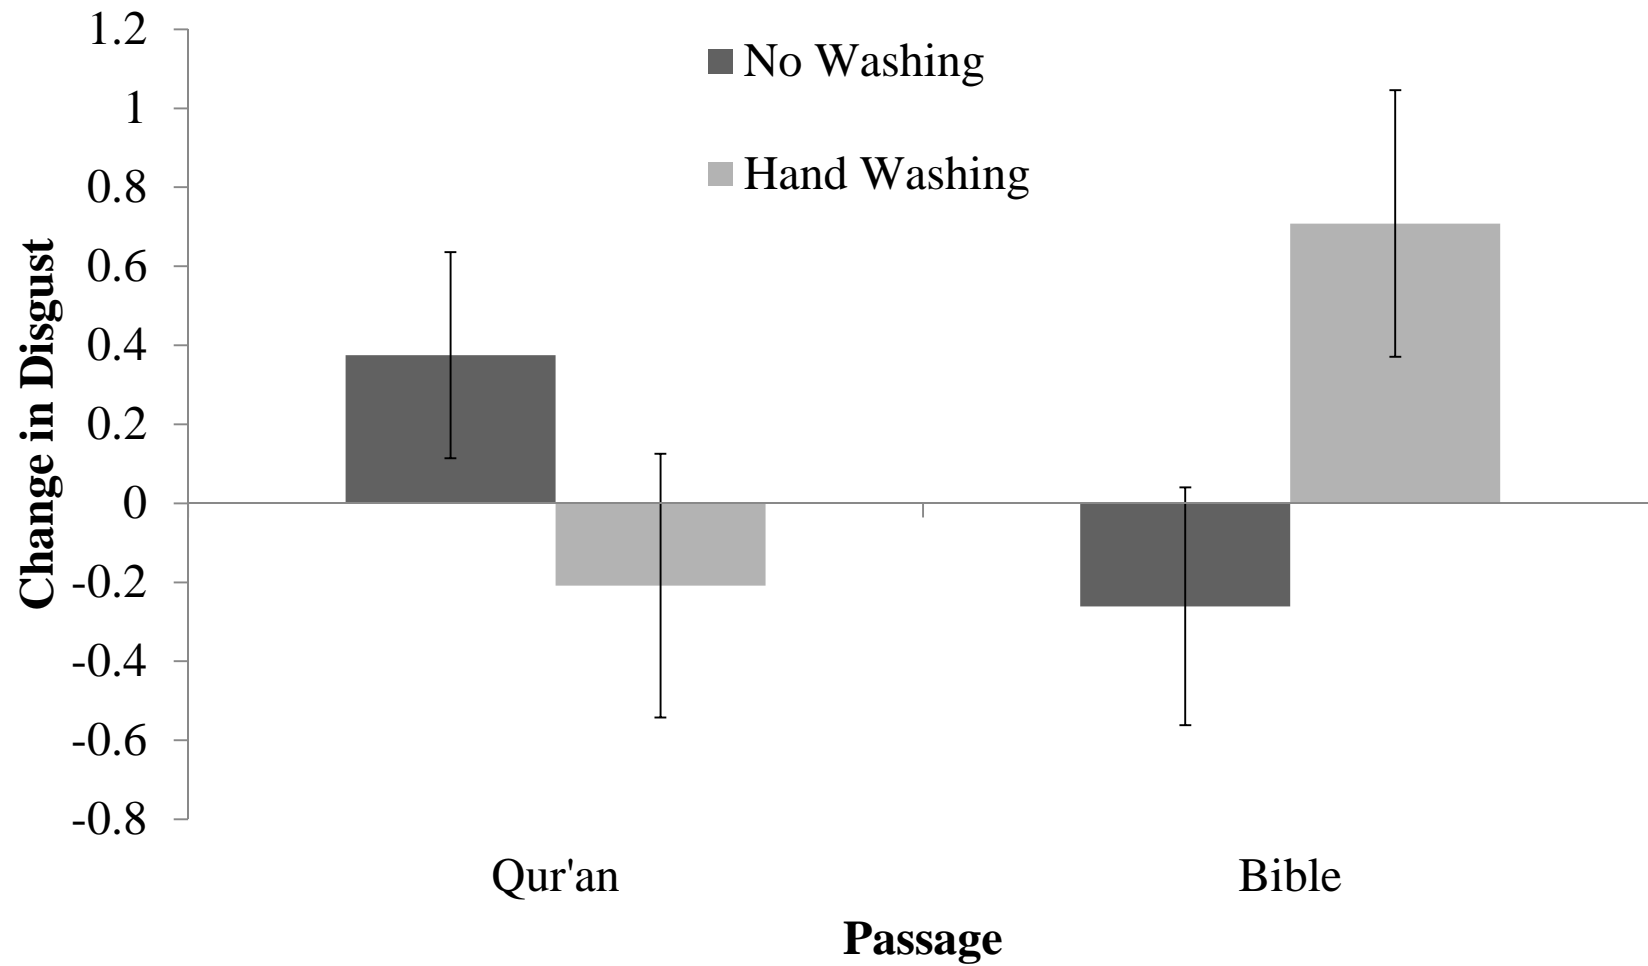 1.2
1
0.8
0.6
0.4
0.2
0
-0.2
-0.4
-0.6
-0.8
Change in Disgust
No Washing
Hand Washing
Qur'an
Bible
Passage